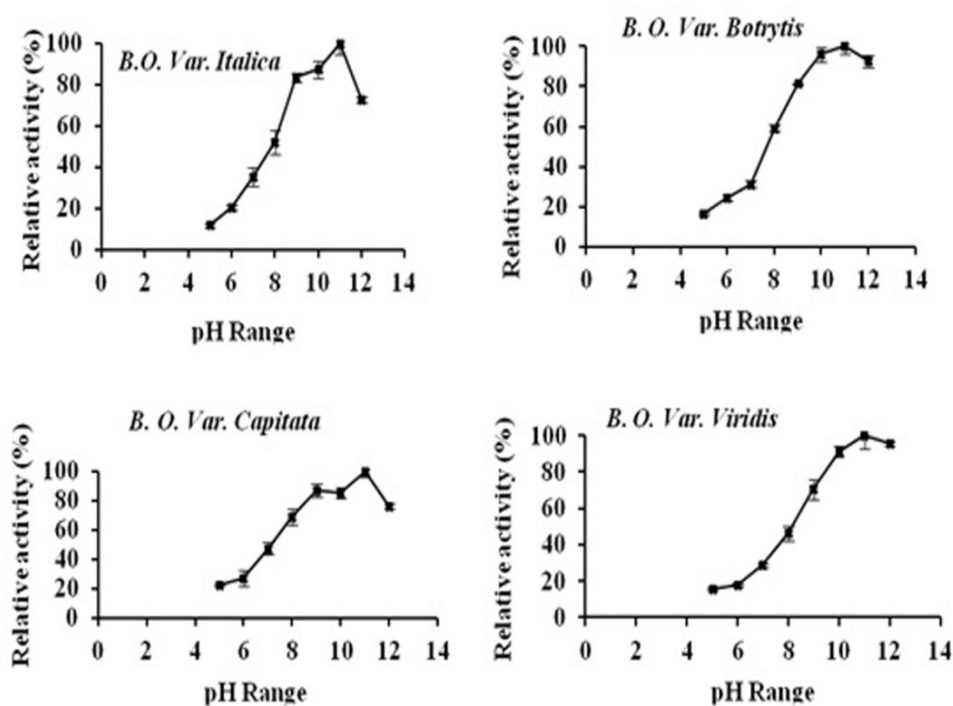 B.O. Var. Italica
Relative activity (%)
100
80
60
40
20
0
0 2 4 6 8 10 12 14
pH Range
B. O. Var. Botrytis
Relative activity (%)
100
80
60
40
20
0
0 2 4 6 8 10 12 14
pH Range
B. O. Var. Capitata
Relative activity (%)
100
80
60
40
20
0
0 2 4 6 8 10 12 14
pH Range
B. O. Var. Viridis
Relative activity (%)
100
80
60
40
20
0
0 2 4 6 8 10 12 14
pH Range